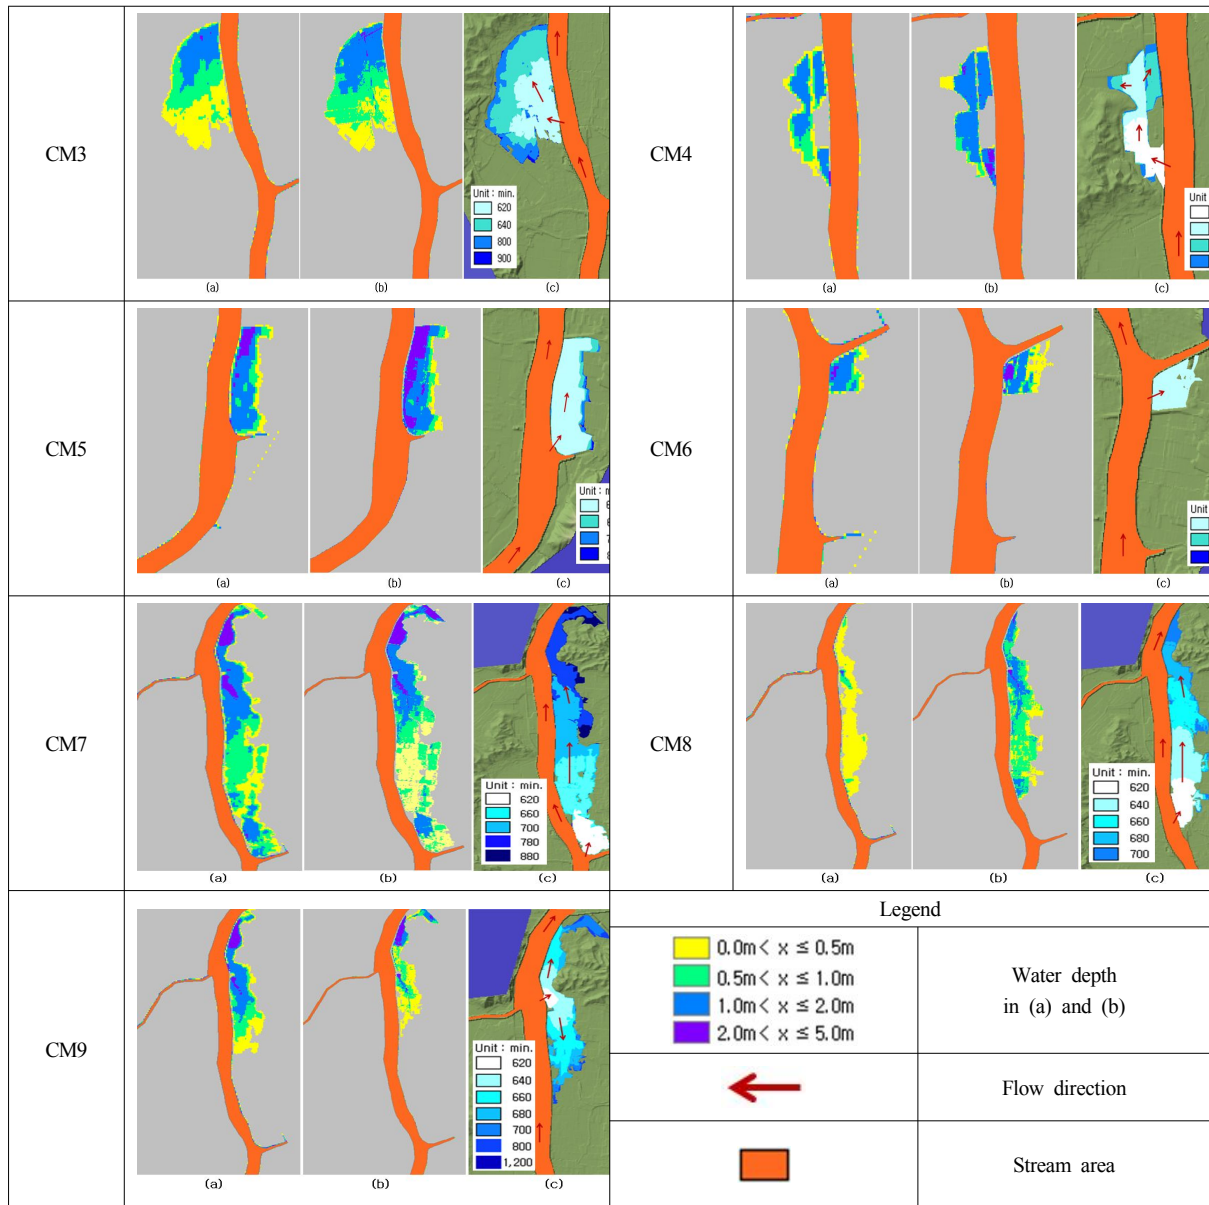 CM3
Unit : min.
620
640
800
900
(a)
(b)
(c)
CM4
Unit
(a)
(b)
(c)
CM5
Unit : m
(a)
(b)
(c)
CM6
Unit :
(a)
(b)
(c)
CM7
Unit : min.
620
660
700
780
880
(a)
(b)
(c)
CM8
Unit : min.
620
640
660
680
700
(a)
(b)
(c)
CM9
Unit : min.
620
640
660
680
700
800
1,200
(a)
(b)
(c)
Legend
0.0m< x ≤ 0.5m
0.5m< x ≤ 1.0m
1.0m< x ≤ 2.0m
2.0m< x ≤ 5.0m
Water depth
in (a) and (b)
Flow direction
Stream area